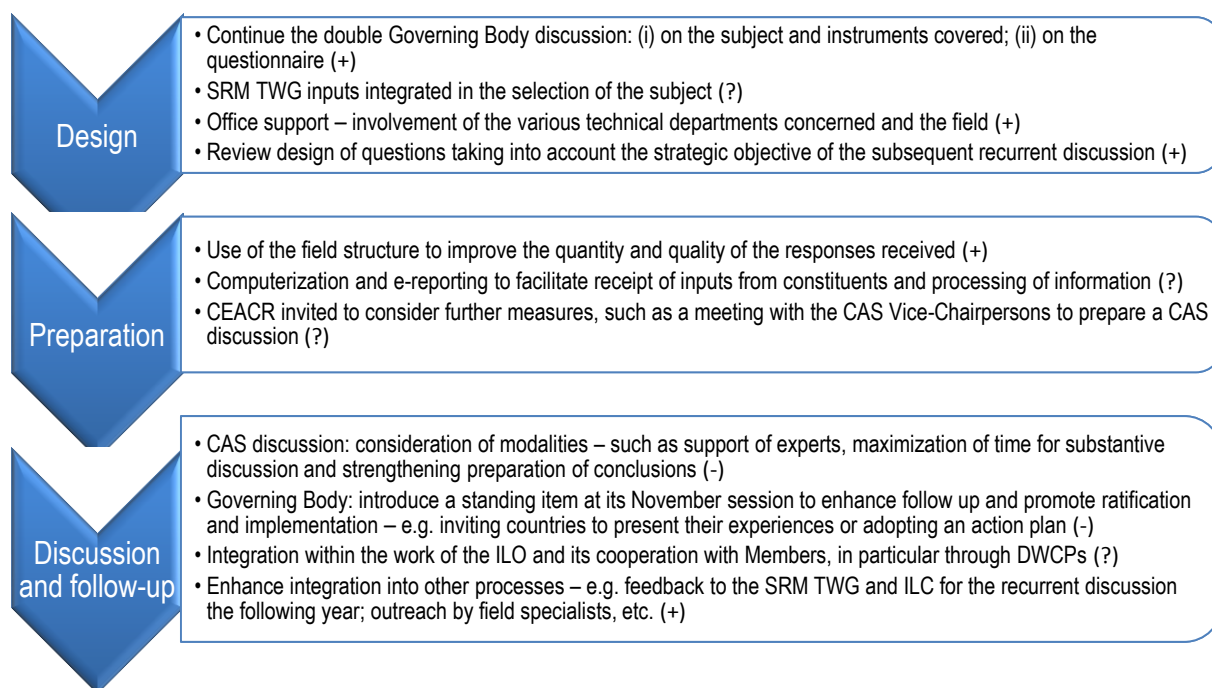 Design
• Continue the double Governing Body discussion: (i) on the subject and instruments covered; (ii) on the
questionnaire (+)
• SRM TWG inputs integrated in the selection of the subject (?)
• Office support – involvement of the various technical departments concerned and the field (+)
• Review design of questions taking into account the strategic objective of the subsequent recurrent discussion (+)
Preparation
• Use of the field structure to improve the quantity and quality of the responses received (+)
• Computerization and e-reporting to facilitate receipt of inputs from constituents and processing of information (?)
• CEACR invited to consider further measures, such as a meeting with the CAS Vice-Chairpersons to prepare a CAS
discussion (?)
Discussion
and follow-up
• CAS discussion: consideration of modalities – such as support of experts, maximization of time for substantive
discussion and strengthening preparation of conclusions (-)
• Governing Body: introduce a standing item at its November session to enhance follow up and promote ratification
and implementation – e.g. inviting countries to present their experiences or adopting an action plan (-)
• Integration within the work of the ILO and its cooperation with Members, in particular through DWCPs (?)
• Enhance integration into other processes – e.g. feedback to the SRM TWG and ILC for the recurrent discussion
the following year; outreach by field specialists, etc. (+)